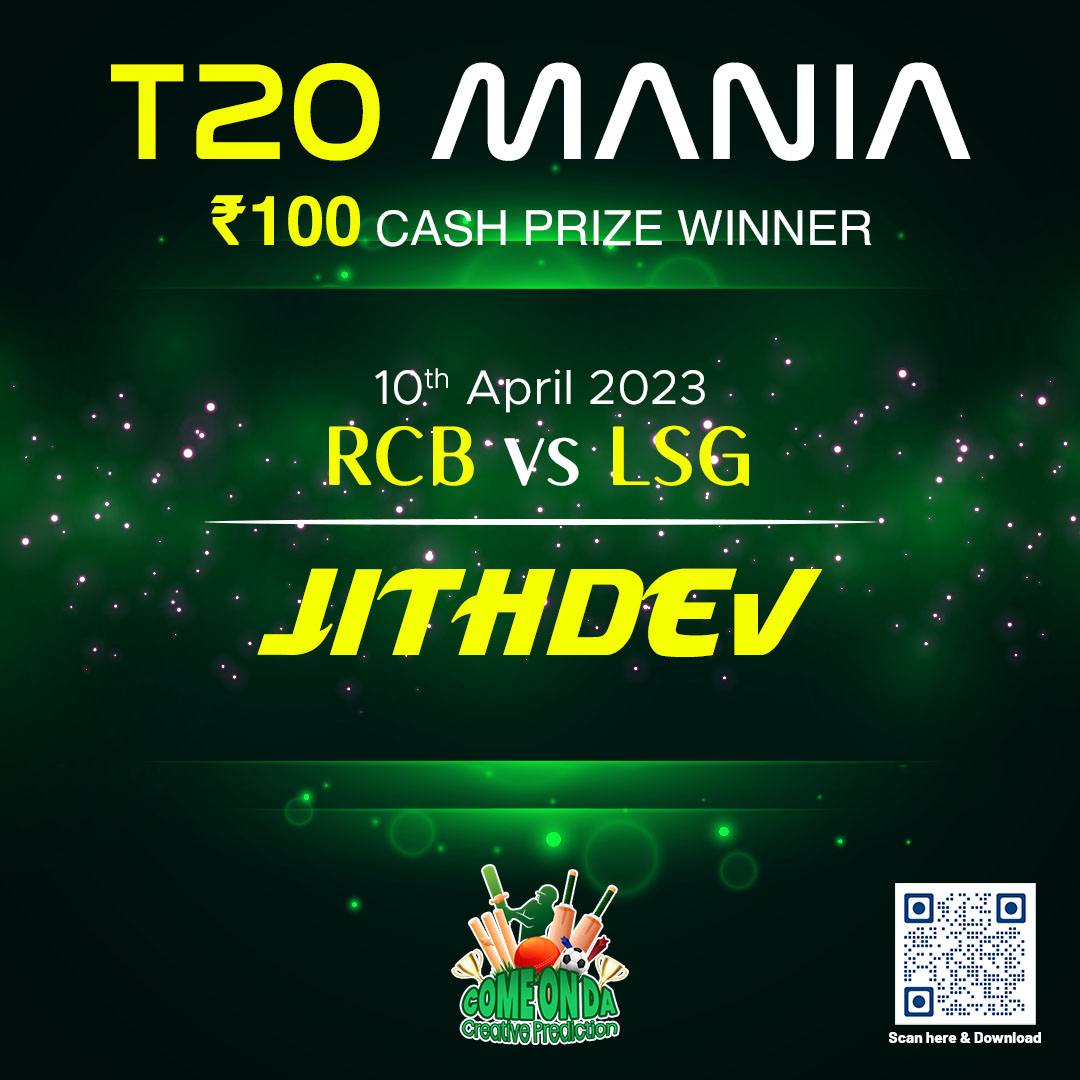 T20 MANIA
₹100 CASH PRIZE WINNER
10th April 2023
RCB VS LSG
JITHDEV
COME ON DA
Creative Prediction
Scan here & Download